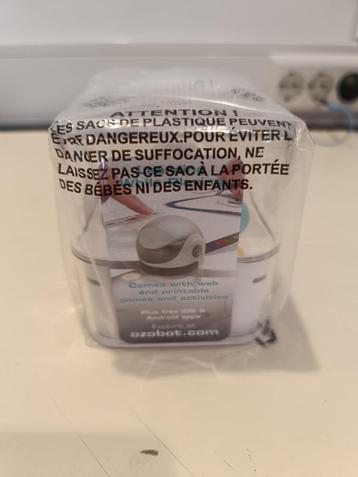 ATTENTION !
LES SACS DE PLASTIQUE PEUVENT
ÊTRE DANGEREUX.POUR ÉVITER L
DANGER DE SUFFOCATION, NE
LAISSEZ PAS CE SAC À LA PORTÉE
DES BÉBÉS NI DES ENFANTS.
Comes with web
and printable
games and activities
Plus free iOS &
Android apps
Explore at
ozobot.com